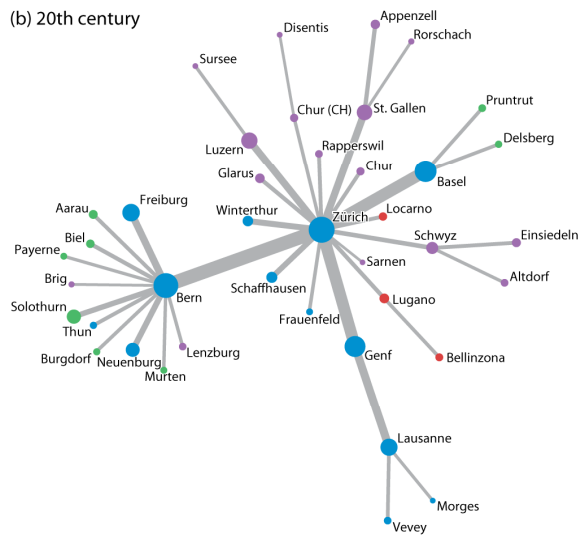 (b) 20th century
Disentis
Appenzell
Rorschach
Sursee
Chur (CH)
St. Gallen
Pruntrut
Luzern
Rapperswil
Delsberg
Glarus
Chur
Basel
Aarau
Freiburg
Winterthur
Zürich
Locarno
Biel
Schwyz
Einsiedeln
Payerne
Sarnen
Brig
Bern
Schaffhausen
Lugano
Altdorf
Solothurn
Thun
Frauenfeld
Burgdorf
Neuenburg
Lenzburg
Genf
Bellinzona
Murten
Lausanne
Morges
Vevey